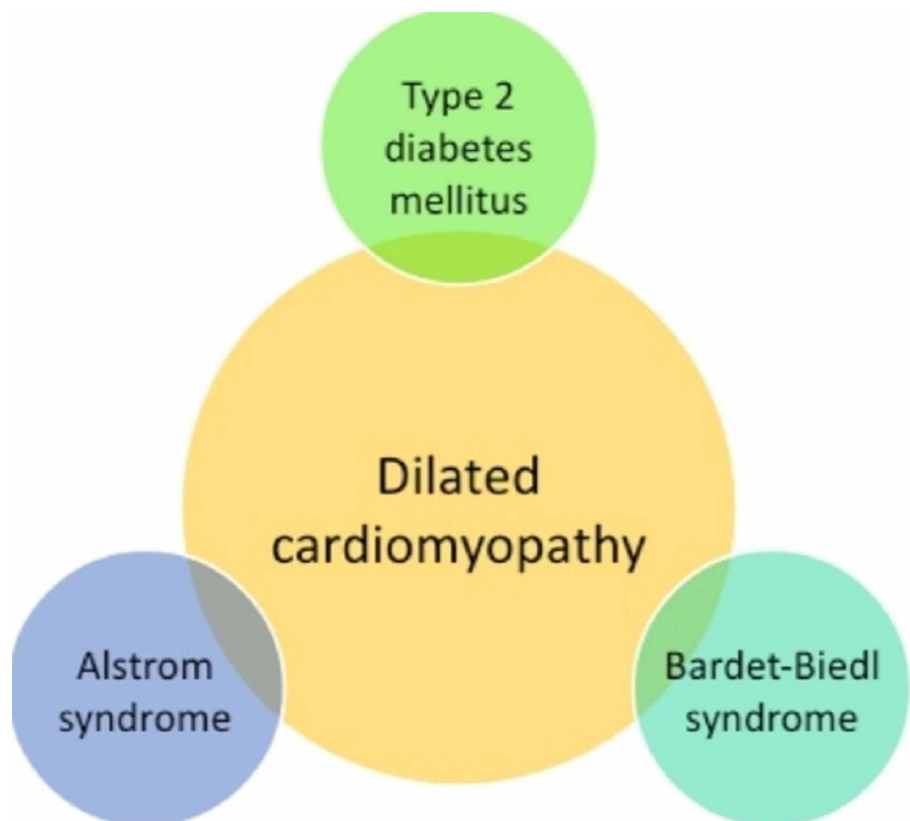 Type 2
diabetes
mellitus
Dilated
cardiomyopathy
Alstrom
syndrome
Bardet-Biedl
syndrome